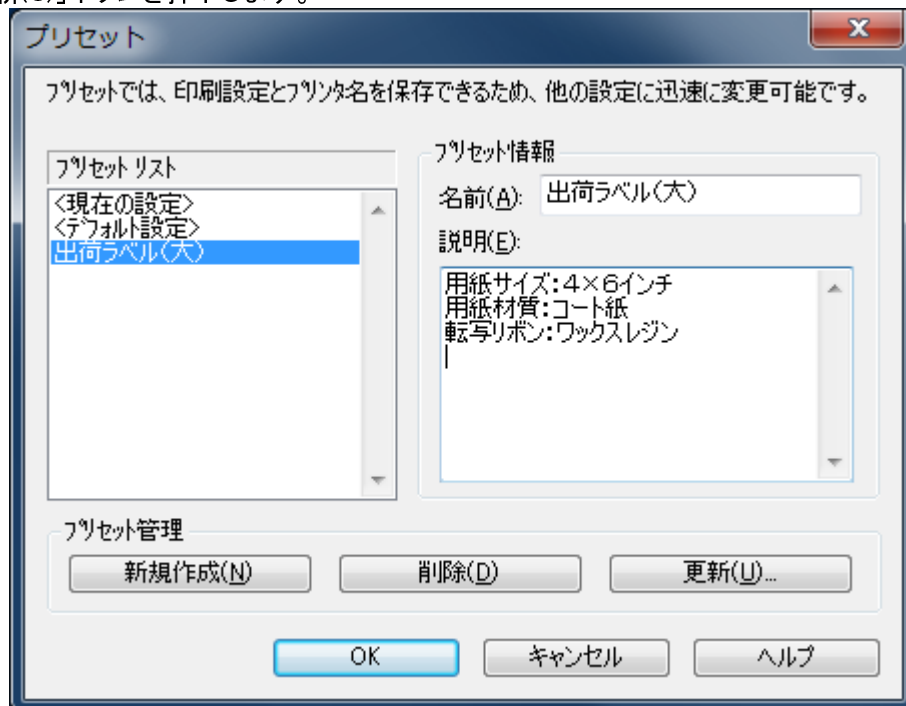 プリセット
プリセットでは、印刷設定とプリンタ名を保存できるため、他の設定に迅速に変更可能です。
プリセット リスト
<現在の設定>
<デフォルト設定>
出荷ラベル(大)
プリセット情報
名前(A): 出荷ラベル(大)
説明(E):
用紙サイズ:4×6インチ
用紙材質:コート紙
転写リボン:ワックスレジン
プリセット管理
新規作成(N) 削除(D) 更新(U)...
OK キャンセル ヘルプ